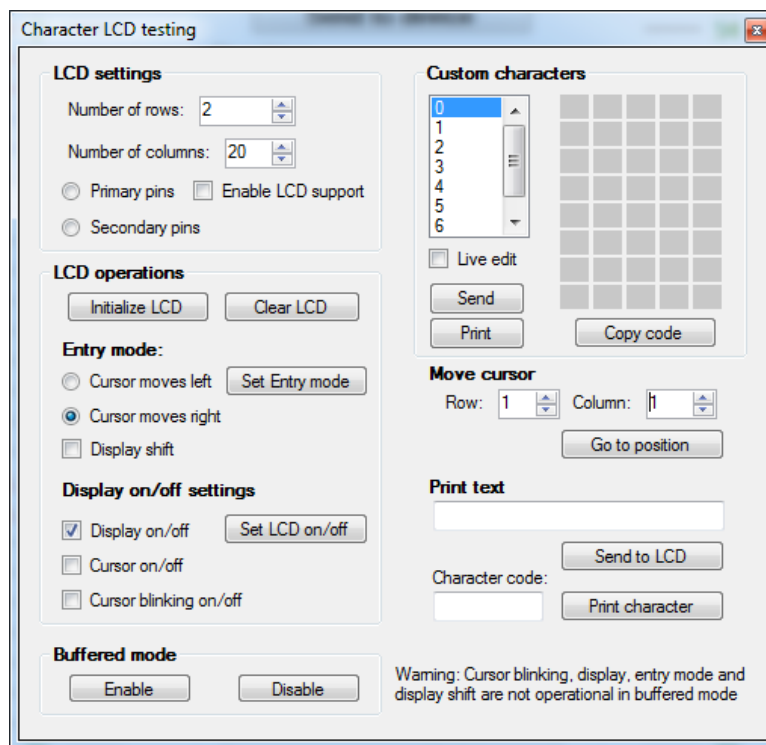 Character LCD testing
LCD settings
Number of rows: 2
Number of columns: 20
Primary pins Enable LCD support
Secondary pins
LCD operations
Initialize LCD Clear LCD
Entry mode:
Cursor moves left Set Entry mode
Cursor moves right
Display shift
Display on/off settings
Display on/off Set LCD on/off
Cursor on/off
Cursor blinking on/off
Buffered mode
Enable Disable
Custom characters
0
1
2
3
4
5
6
Live edit
Send
Print Copy code
Move cursor
Row: 1 Column: 1
Go to position
Print text
Send to LCD
Character code:
Print character
Warning: Cursor blinking, display, entry mode and
display shift are not operational in buffered mode